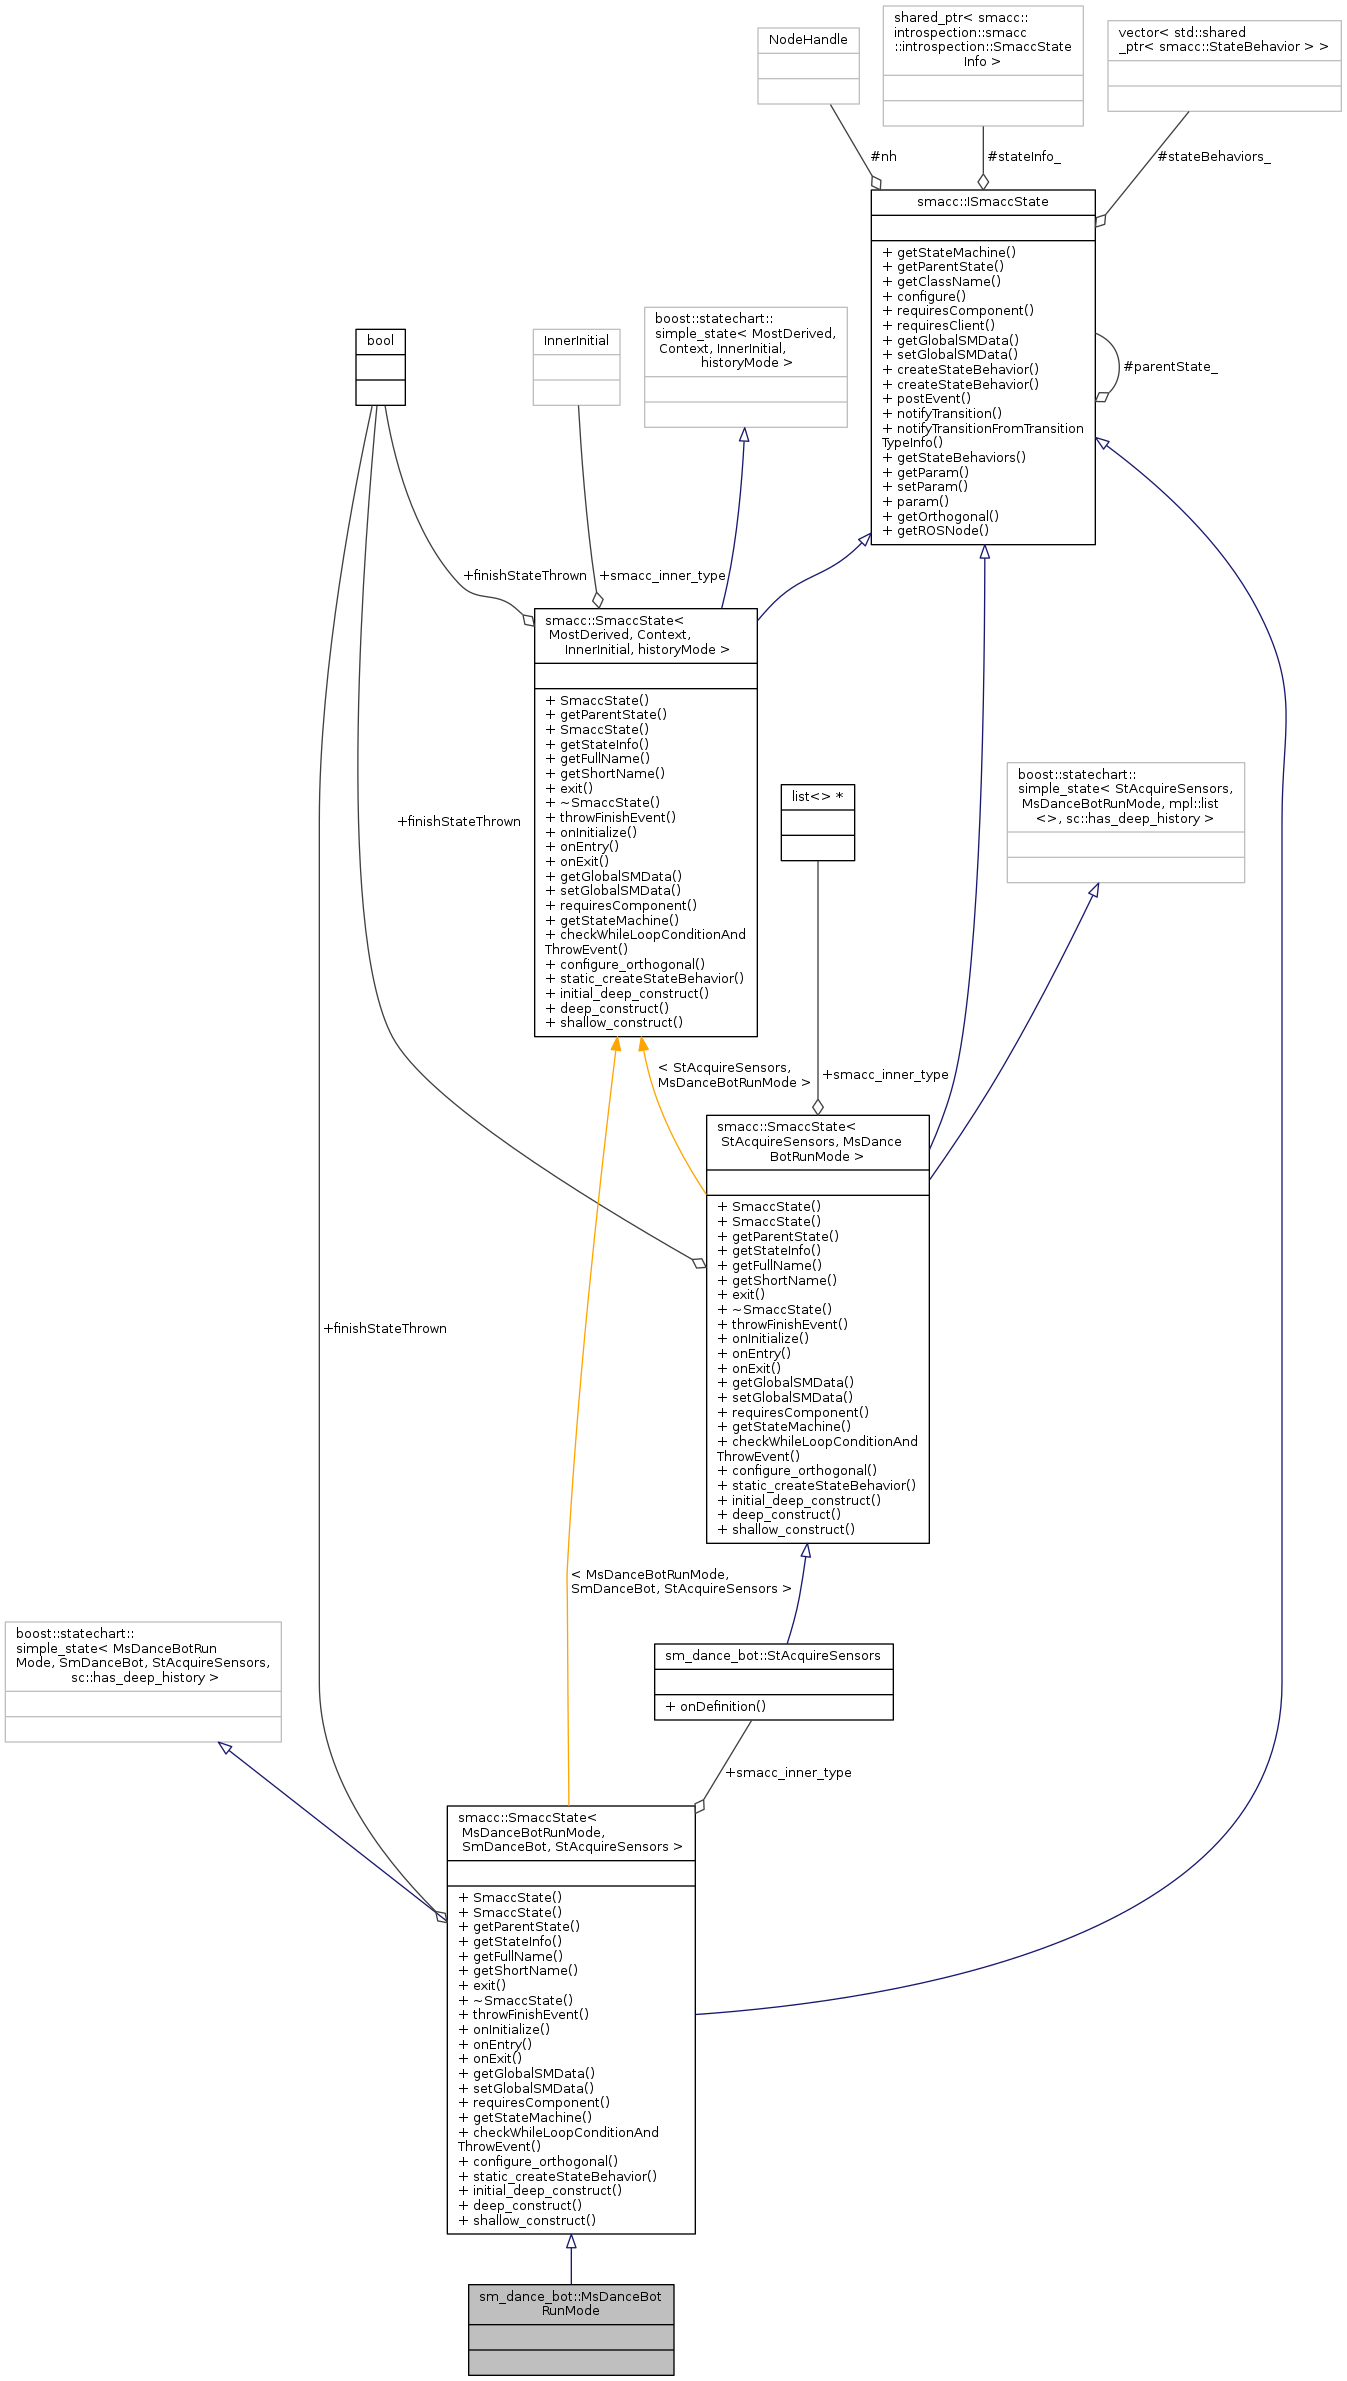 NodeHandle
shared_ptr< smacc::
introspection::smacc
::introspection::SmaccState
Info >
vector< std::shared
_ptr< smacc::StateBehavior > >
#nh
#stateInfo_
#stateBehaviors_
smacc::ISmaccState
+ getStateMachine()
+ getParentState()
+ getClassName()
+ configure()
+ requiresComponent()
+ requiresClient()
+ getGlobalSMData()
+ setGlobalSMData()
+ createStateBehavior()
+ createStateBehavior()
+ postEvent()
+ notifyTransition()
+ notifyTransitionFromTransition
TypeInfo()
+ getStateBehaviors()
+ getParam()
+ setParam()
+ param()
+ getOrthogonal()
+ getROSNode()
#parentState_
bool
InnerInitial
boost::statechart::
simple_state< MostDerived,
Context, InnerInitial,
historyMode >
+finishStateThrown
+smacc_inner_type
smacc::SmaccState<
MostDerived, Context,
InnerInitial, historyMode >
+ SmaccState()
+ getParentState()
+ SmaccState()
+ getStateInfo()
+ getFullName()
+ getShortName()
+ exit()
+ ~SmaccState()
+ throwFinishEvent()
+ onInitialize()
+ onEntry()
+ onExit()
+ getGlobalSMData()
+ setGlobalSMData()
+ requiresComponent()
+ getStateMachine()
+ checkWhileLoopConditionAnd
ThrowEvent()
+ configure_orthogonal()
+ static_createStateBehavior()
+ initial_deep_construct()
+ deep_construct()
+ shallow_construct()
+finishStateThrown
list<> *
boost::statechart::
simple_state< StAcquireSensors,
MsDanceBotRunMode, mpl::list
<>, sc::has_deep_history >
< StAcquireSensors,
MsDanceBotRunMode >
+smacc_inner_type
smacc::SmaccState<
StAcquireSensors, MsDance
BotRunMode >
+ SmaccState()
+ SmaccState()
+ getParentState()
+ getStateInfo()
+ getFullName()
+ getShortName()
+ exit()
+ ~SmaccState()
+ throwFinishEvent()
+ onInitialize()
+ onEntry()
+ onExit()
+ getGlobalSMData()
+ setGlobalSMData()
+ requiresComponent()
+ getStateMachine()
+ checkWhileLoopConditionAnd
ThrowEvent()
+ configure_orthogonal()
+ static_createStateBehavior()
+ initial_deep_construct()
+ deep_construct()
+ shallow_construct()
+finishStateThrown
< MsDanceBotRunMode,
SmDanceBot, StAcquireSensors >
boost::statechart::
simple_state< MsDanceBotRun
Mode, SmDanceBot, StAcquireSensors,
sc::has_deep_history >
sm_dance_bot::StAcquireSensors
+ onDefinition()
+smacc_inner_type
smacc::SmaccState<
MsDanceBotRunMode,
SmDanceBot, StAcquireSensors >
+ SmaccState()
+ SmaccState()
+ getParentState()
+ getStateInfo()
+ getFullName()
+ getShortName()
+ exit()
+ ~SmaccState()
+ throwFinishEvent()
+ onInitialize()
+ onEntry()
+ onExit()
+ getGlobalSMData()
+ setGlobalSMData()
+ requiresComponent()
+ getStateMachine()
+ checkWhileLoopConditionAnd
ThrowEvent()
+ configure_orthogonal()
+ static_createStateBehavior()
+ initial_deep_construct()
+ deep_construct()
+ shallow_construct()
sm_dance_bot::MsDanceBot
RunMode